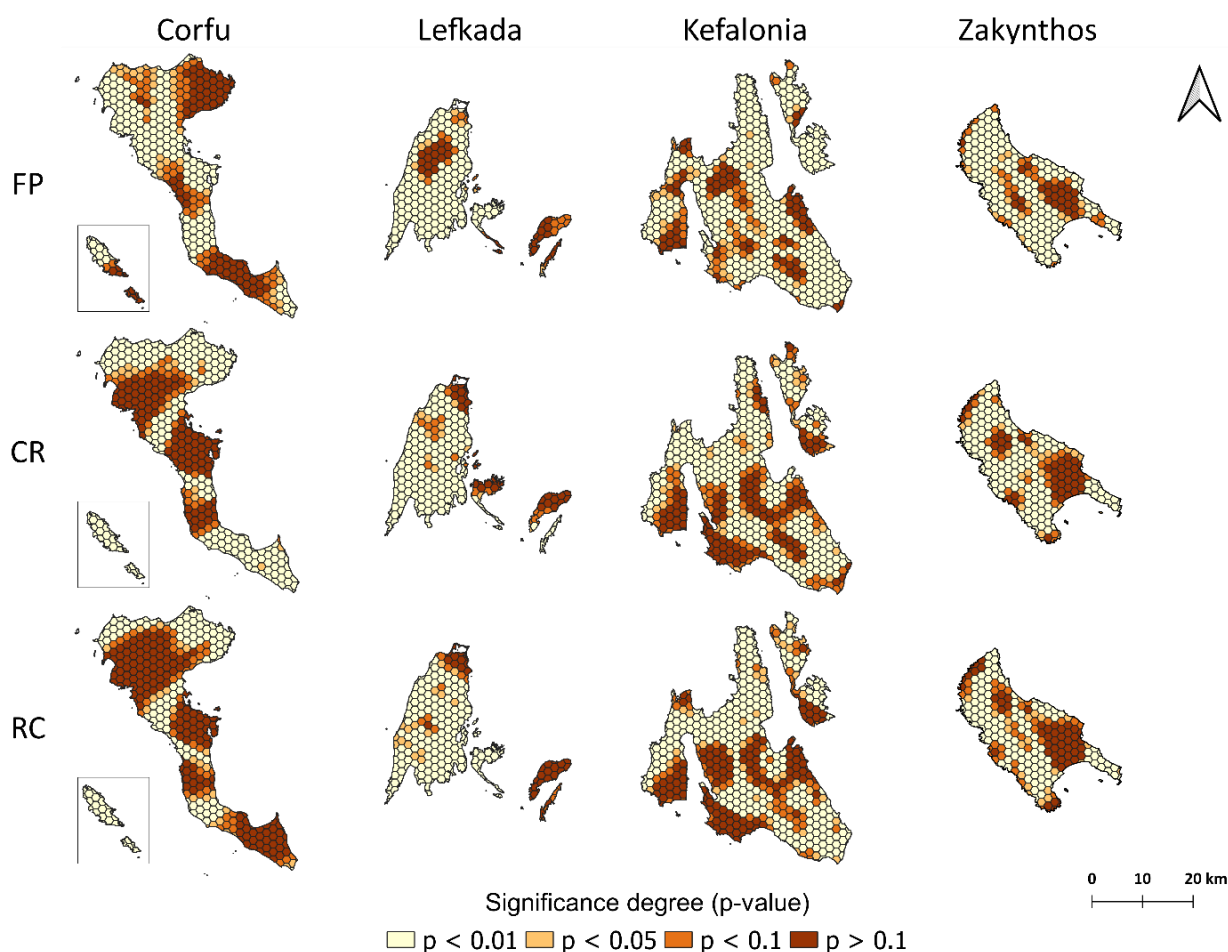 Corfu Lefkada Kefalonia Zakynthos
FP
CR
RC
0 10 20 km
Significance degree (p-value)
p < 0.01 p < 0.05 p < 0.1 p > 0.1